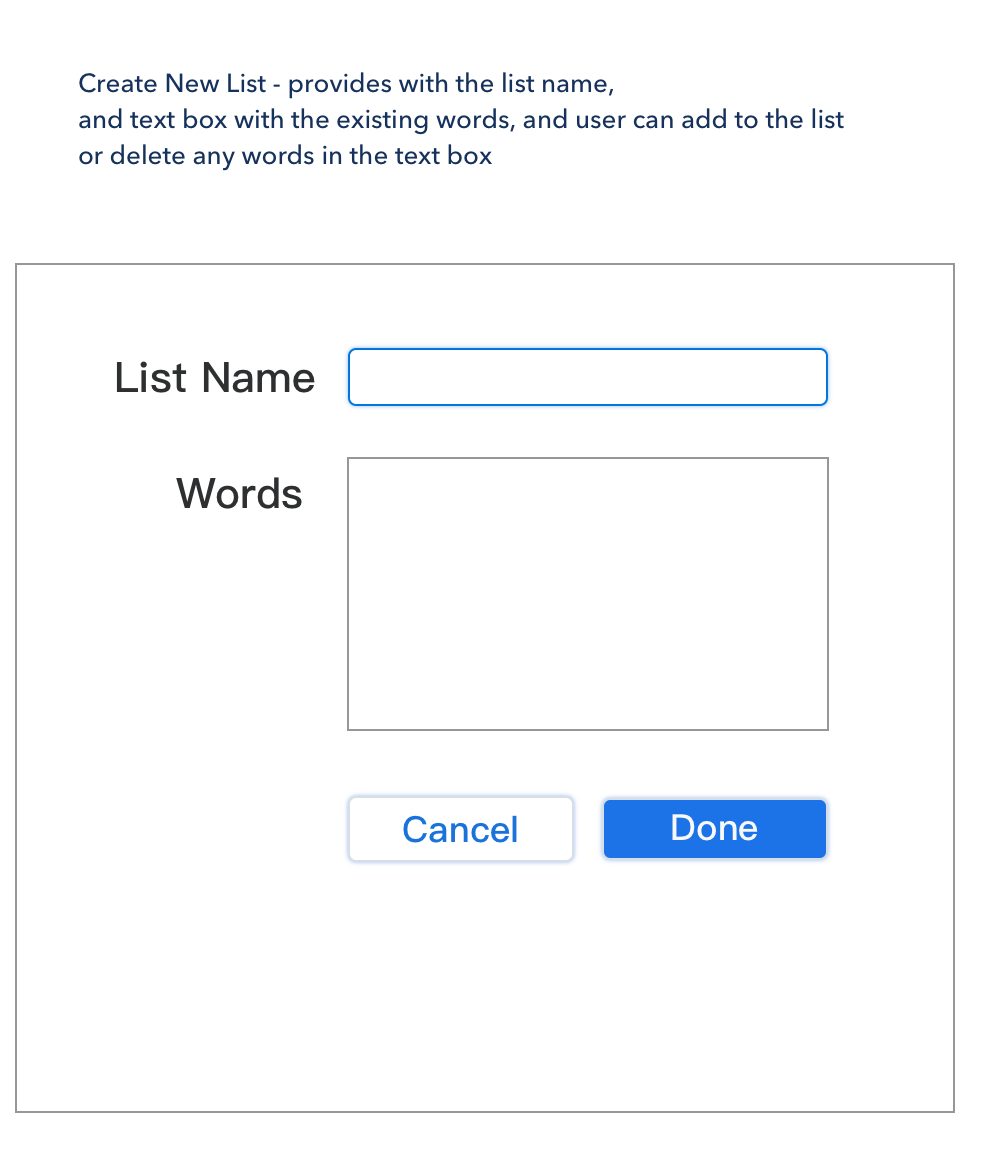 Create New List - provides with the list name,
and text box with the existing words, and user can add to the list
or delete any words in the text box
List Name
Words
Cancel
Done